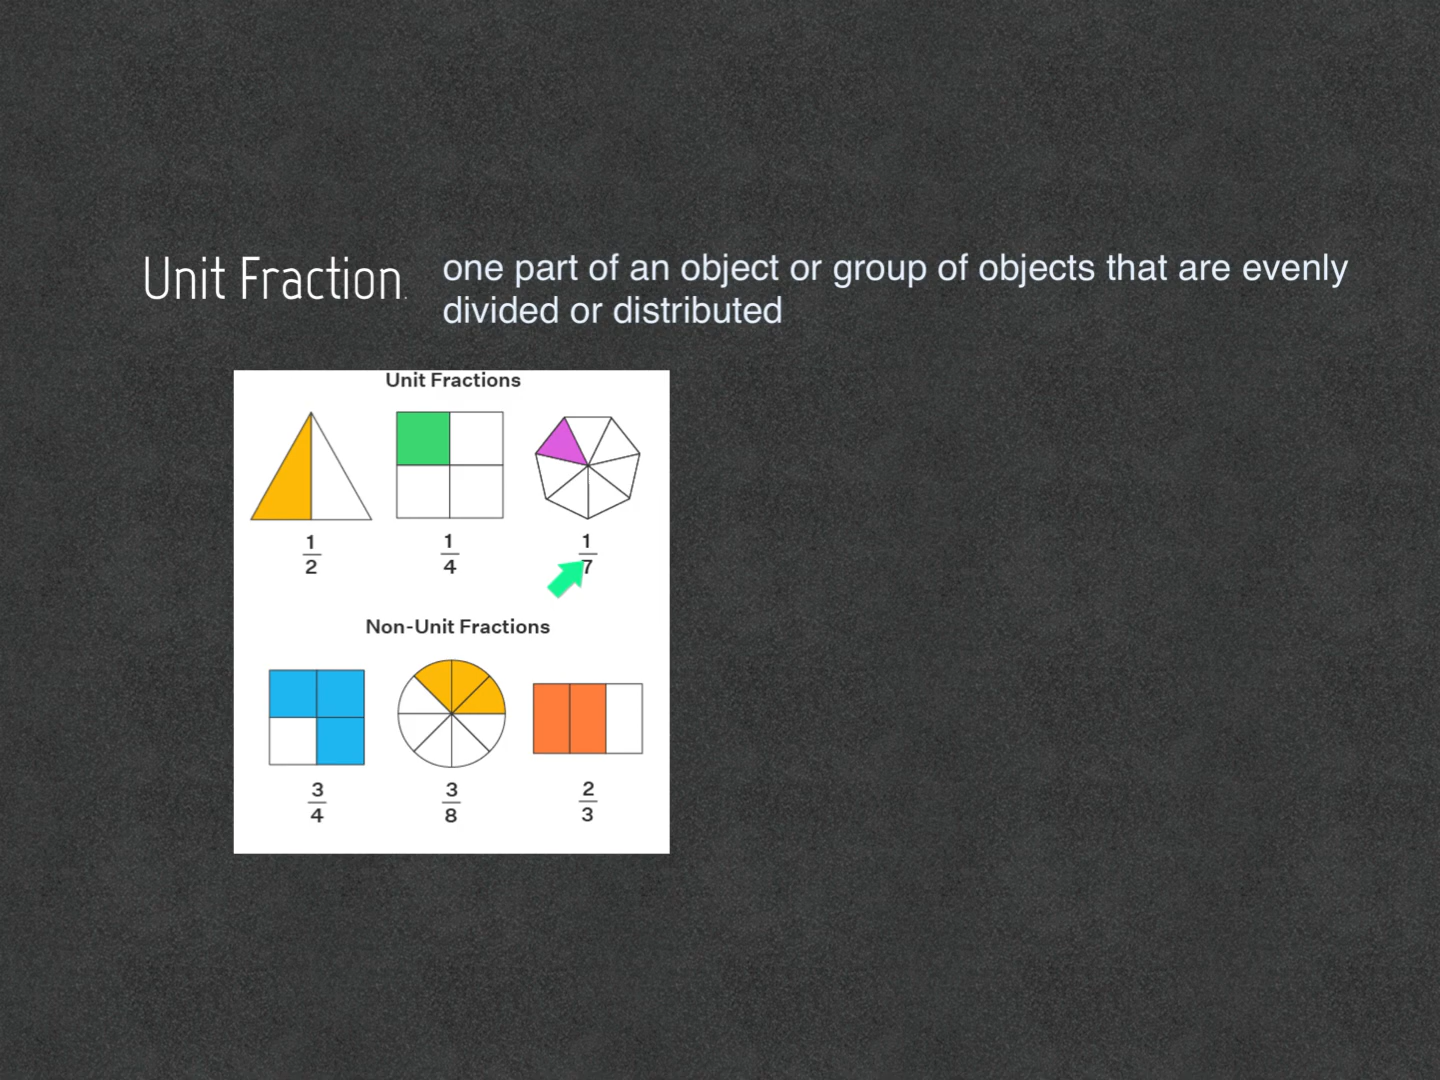 Unit Fraction.
one part of an object or group of objects that are evenly
divided or distributed
Unit Fractions
1/2 1/4 1/7
Non-Unit Fractions
3/4 3/8 2/3